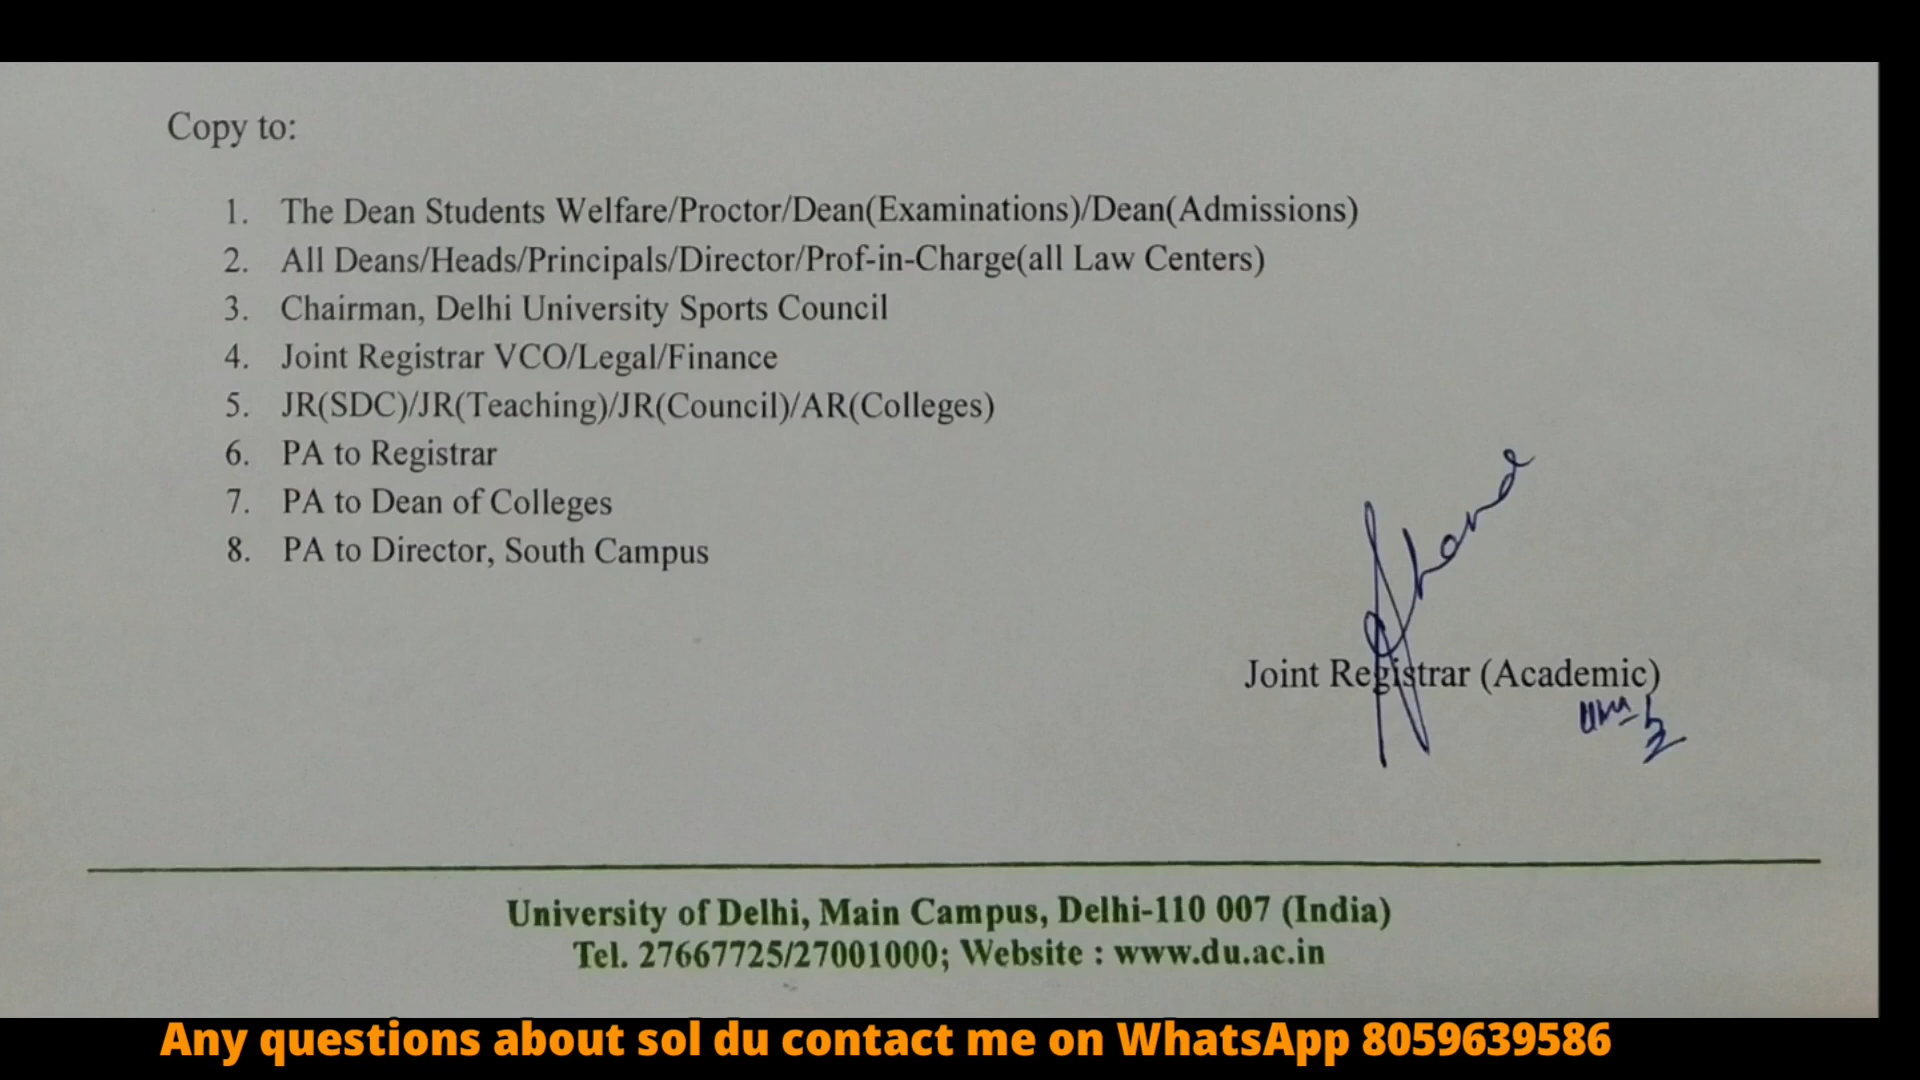 Copy to:
1. The Dean Students Welfare/Proctor/Dean(Examinations)/Dean(Admissions)
2. All Deans/Heads/Principals/Director/Prof-in-Charge(all Law Centers)
3. Chairman, Delhi University Sports Council
4. Joint Registrar VCO/Legal/Finance
5. JR(SDC)/JR(Teaching)/JR(Council)/AR(Colleges)
6. PA to Registrar
7. PA to Dean of Colleges
8. PA to Director, South Campus
Joint Registrar (Academic)
University of Delhi, Main Campus, Delhi-110 007 (India)
Tel. 27667725/27001000; Website : www.du.ac.in
Any questions about sol du contact me on WhatsApp 8059639586